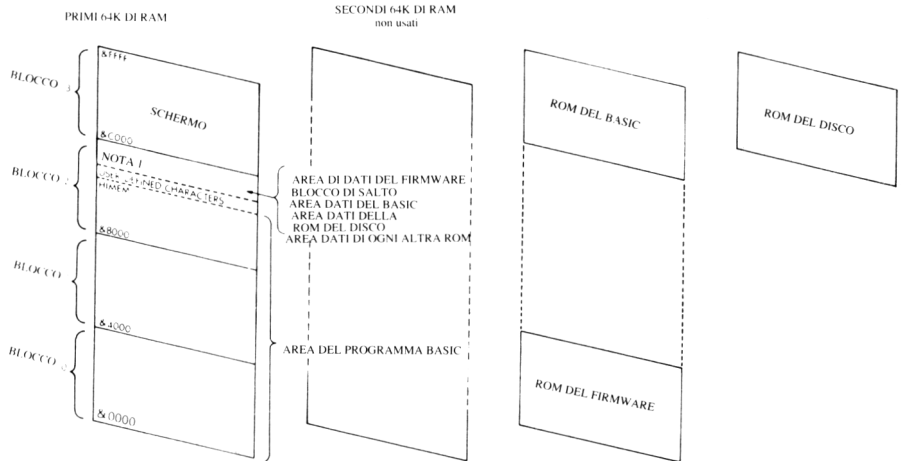 PRIMI 64K DI RAM
SECONDI 64K DI RAM
non usati
BLOCCO 3
&FFFF
SCHERMO
&C000
BLOCCO 2
NOTA 1
USER DEFINED CHARACTERS
HIMEM
&8000
BLOCCO
&4000
BLOCCO
&0000
AREA DI DATI DEL FIRMWARE
BLOCCO DI SALTO
AREA DATI DEL BASIC
AREA DATI DELLA
ROM DEL DISCO
AREA DATI DI OGNI ALTRA ROM
AREA DEL PROGRAMMA BASIC
ROM DEL BASIC
ROM DEL FIRMWARE
ROM DEL DISCO